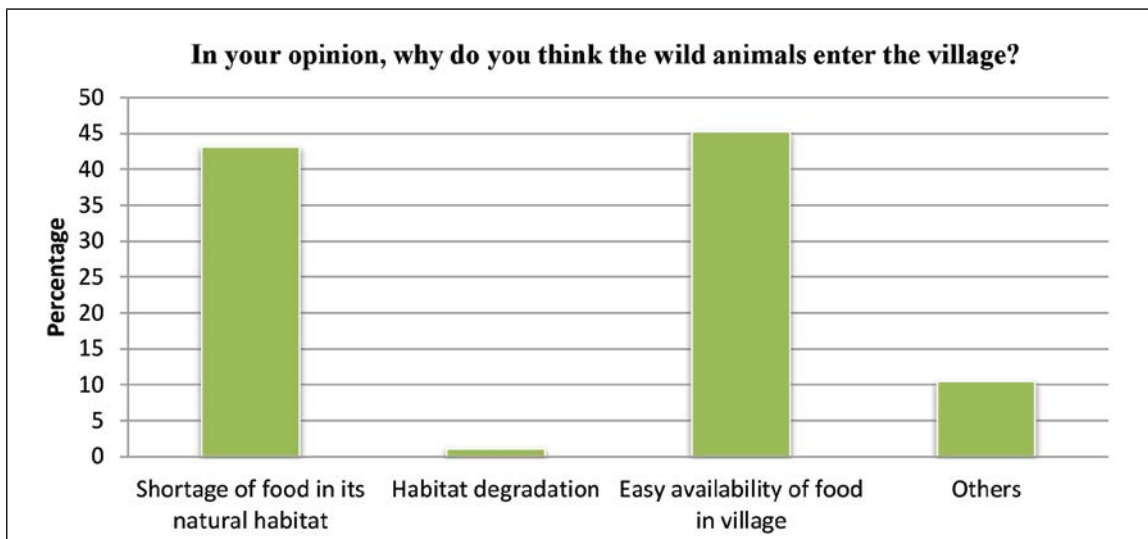 In your opinion, why do you think the wild animals enter the village?
50
45
40
35
30
25
20
15
10
5
0
Percentage
Shortage of food in its
natural habitat
Habitat degradation
Easy availability of food
in village
Others